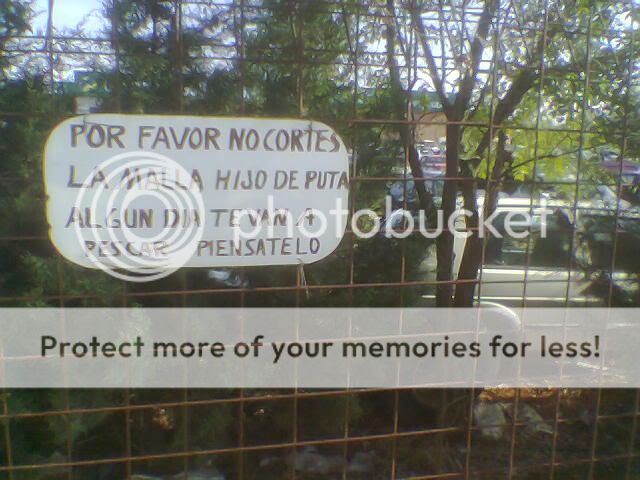 POR FAVOR NO CORTES
LA MALLA HIJO DE PUTA
ALGUN DIA TE VAN A
PESCAR PIENSATELO
photobucket
Protect more of your memories for less!